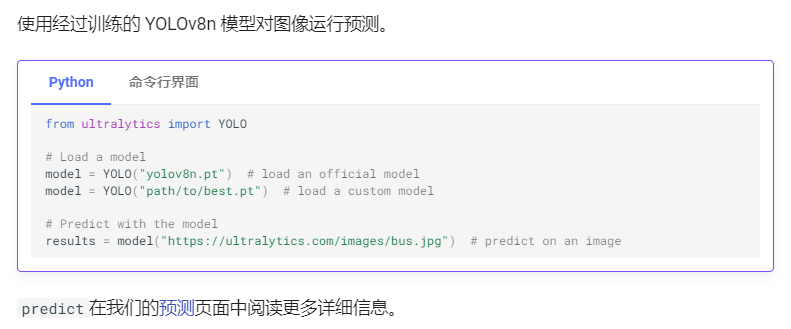 使用经过训练的 YOLOv8n 模型对图像运行预测。
Python 命令行界面
from ultralytics import YOLO
# Load a model
model = YOLO("yolov8n.pt")  # load an official model
model = YOLO("path/to/best.pt")  # load a custom model
# Predict with the model
results = model("https://ultralytics.com/images/bus.jpg")  # predict on an image
predict 在我们的预测页面中阅读更多详细信息。